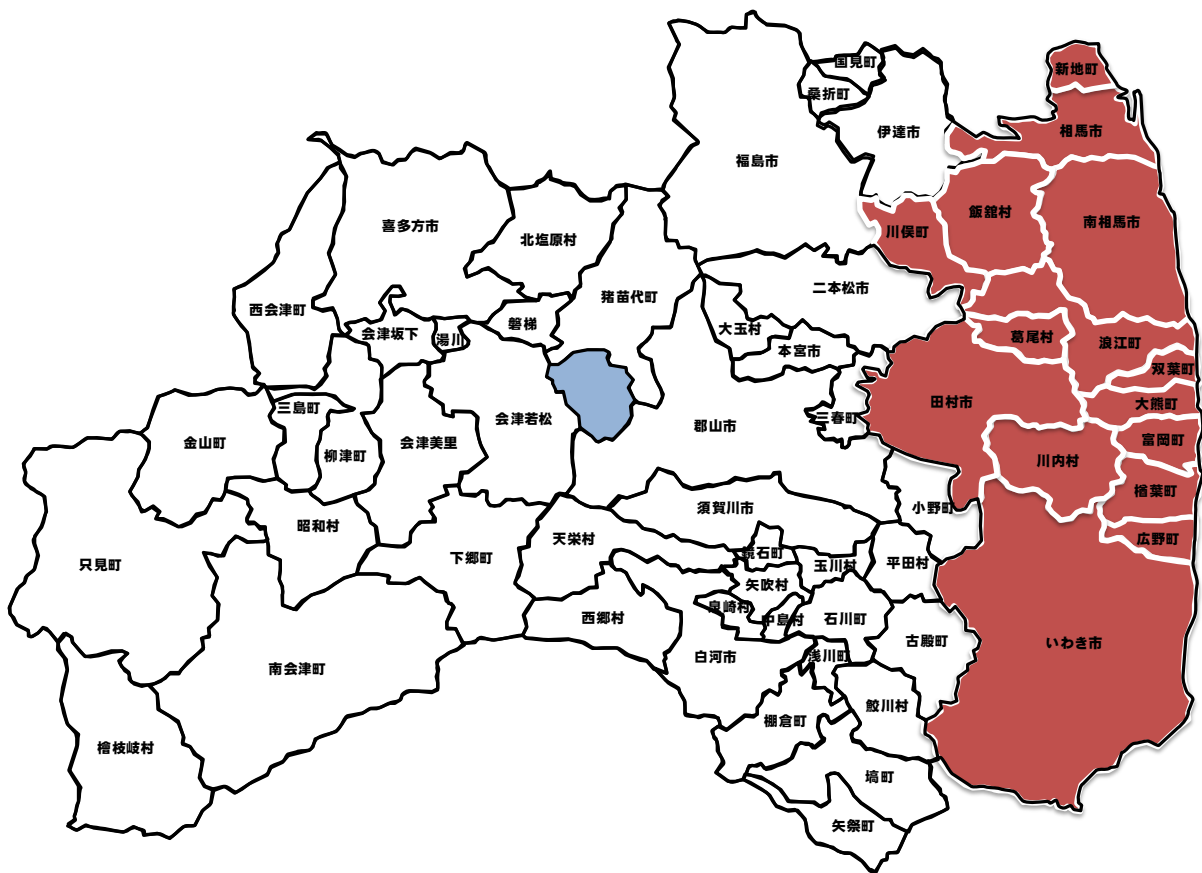 国見町
新地町
桑折町
相馬市
伊達市
福島市
飯舘村
南相馬市
喜多方市
川俣町
北塩原村
二本松市
猪苗代町
西会津町
磐梯
大玉村
会津坂下
湯川
葛尾村
浪江町
本宮市
双葉町
田村市
大熊町
三島町
会津若松
三春町
郡山市
金山町
会津美里
富岡町
柳津町
川内村
楢葉町
須賀川市
小野町
昭和村
天栄村
広野町
鏡石町
下郷町
只見町
玉川村
平田村
矢吹村
泉崎村
西郷村
中島村
石川町
古殿町
いわき市
白河市
浅川町
南会津町
鮫川村
棚倉町
檜枝岐村
塙町
矢祭町